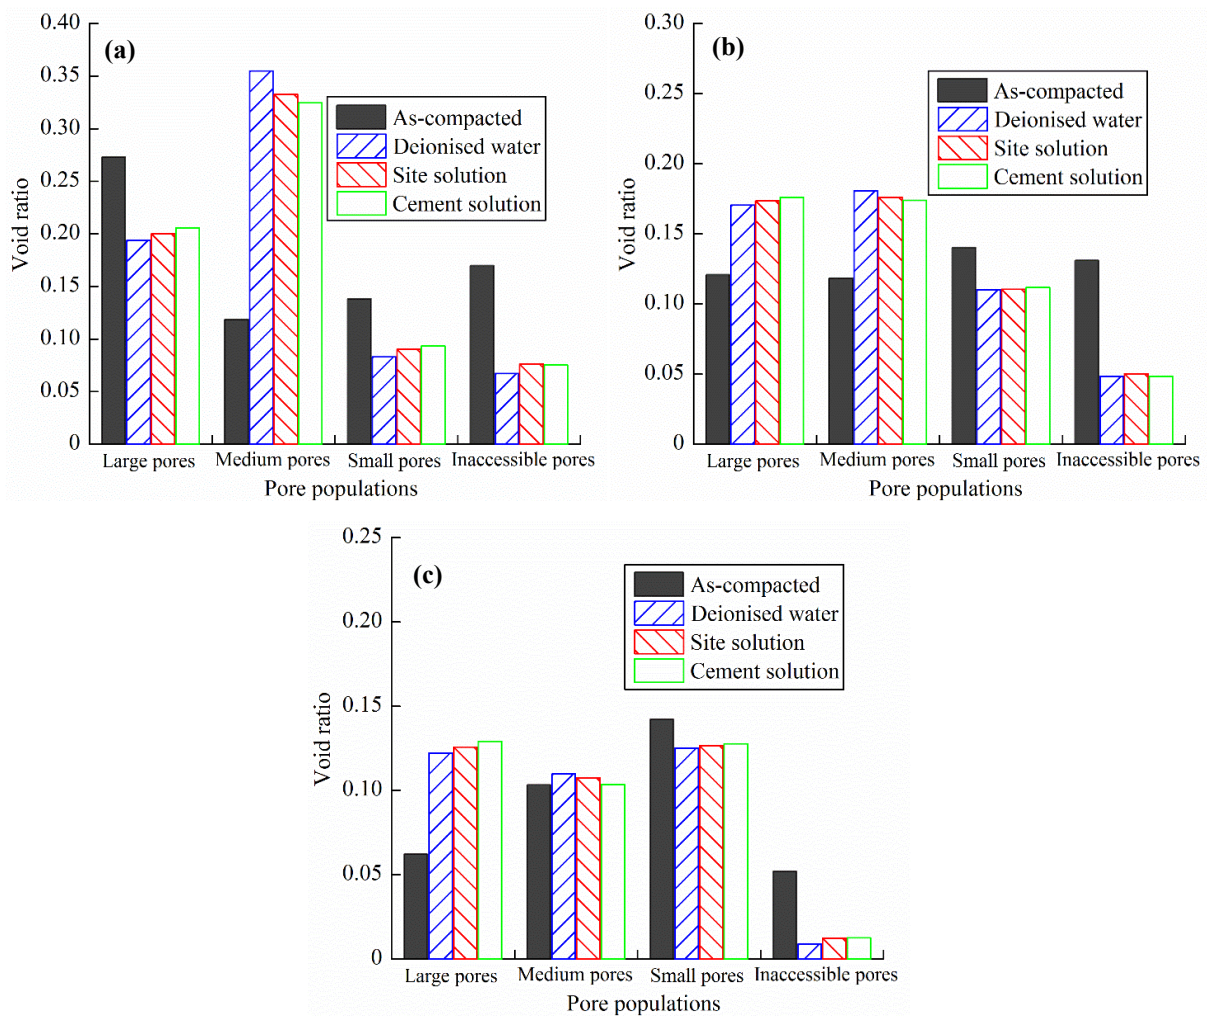 (a)
0.40
0.35
0.30
0.25
0.20
0.15
0.10
0.05
0
Void ratio
As-compacted
Deionised water
Site solution
Cement solution
Large pores Medium pores Small pores Inaccessible pores
Pore populations
(b)
0.30
0.25
0.20
0.15
0.10
0.05
0
Void ratio
As-compacted
Deionised water
Site solution
Cement solution
Large pores Medium pores Small pores Inaccessible pores
Pore populations
(c)
0.25
0.20
0.15
0.10
0.05
0
Void ratio
As-compacted
Deionised water
Site solution
Cement solution
Large pores Medium pores Small pores Inaccessible pores
Pore populations